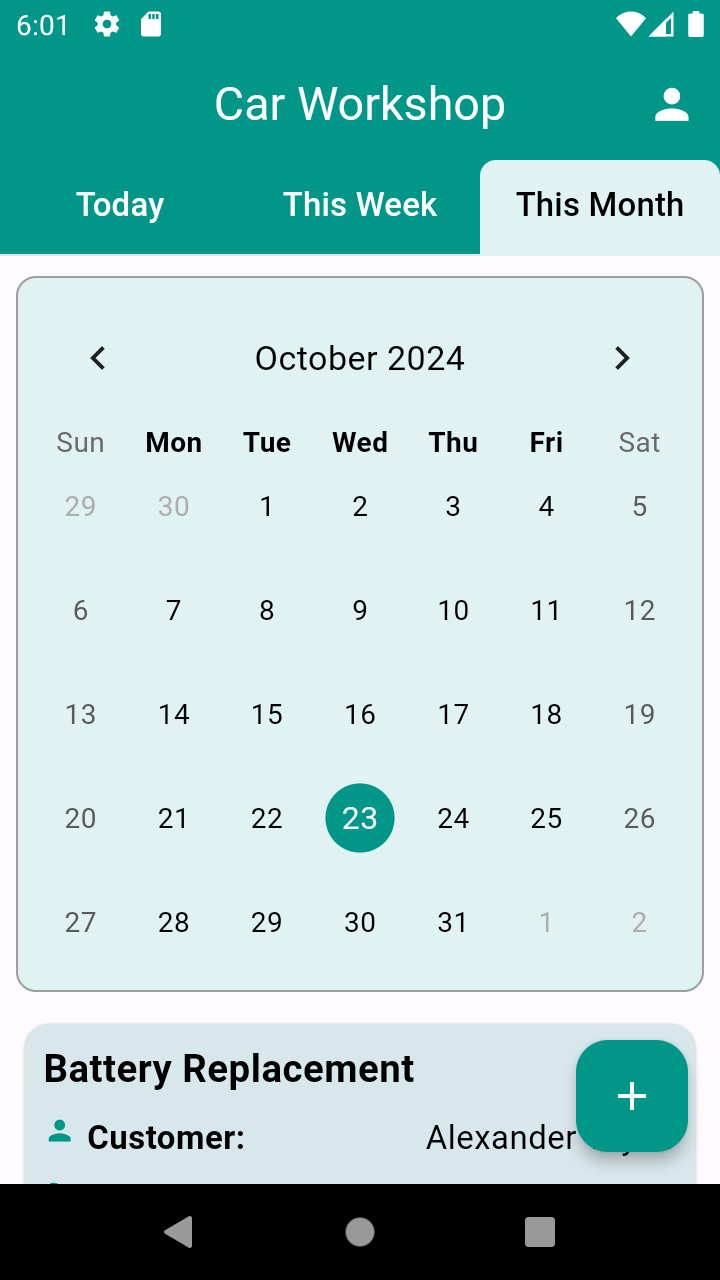 6:01
Car Workshop
Today This Week This Month
October 2024
Sun Mon Tue Wed Thu Fri Sat
29 30 1 2 3 4 5
6 7 8 9 10 11 12
13 14 15 16 17 18 19
20 21 22 23 24 25 26
27 28 29 30 31 1 2
Battery Replacement
Customer: Alexander